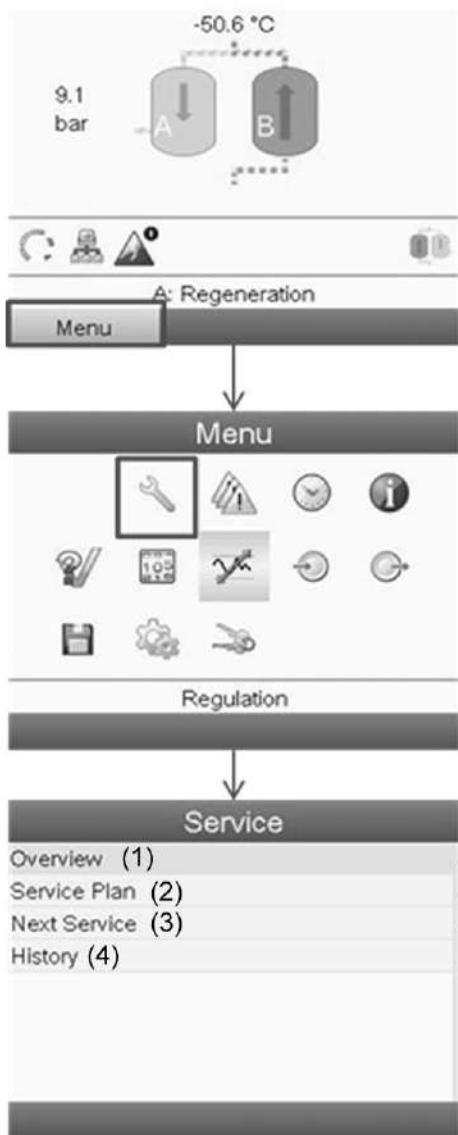 -50.6 °C
9.1
bar
A
B
A: Regeneration
Menu
Menu
Regulation
Service
Overview (1)
Service Plan (2)
Next Service (3)
History (4)